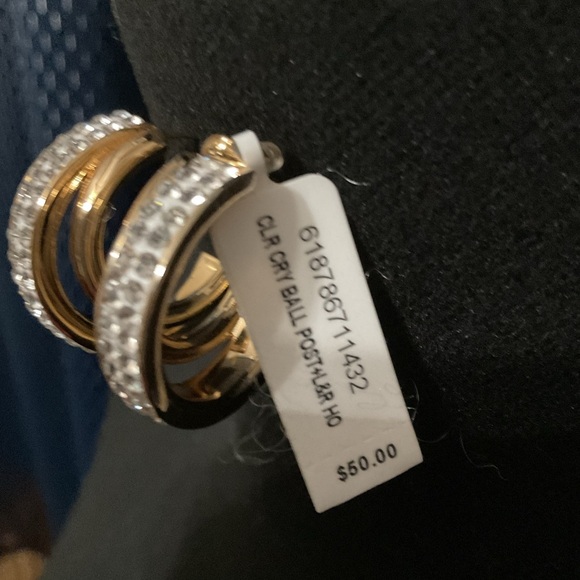 618786711432
CLR CRY BALL POST+L&R HO
$50.00